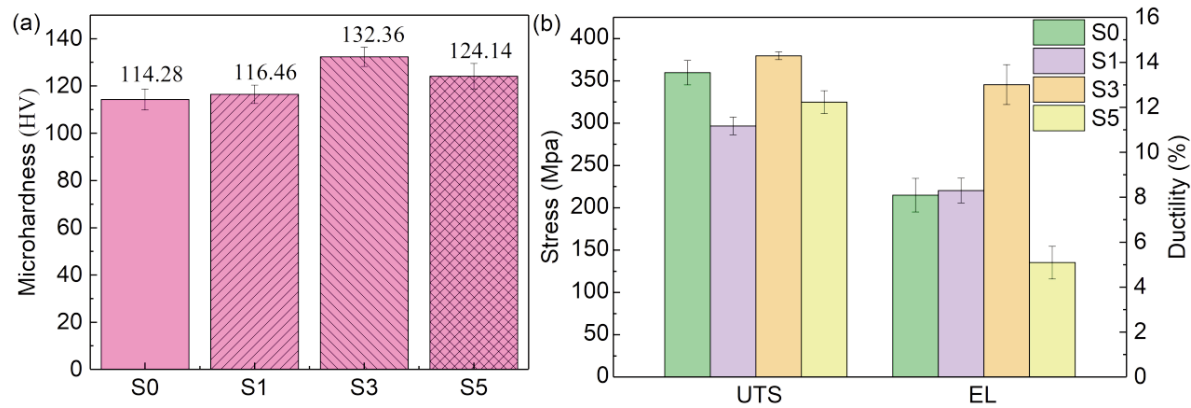 (a)
Microhardness (HV)
140
120
100
80
60
40
20
0
114.28
116.46
132.36
124.14
S0
S1
S3
S5
(b)
Stress (Mpa)
400
350
300
250
200
150
100
50
0
UTS
EL
S0
S1
S3
S5
16
14
12
10
8
6
4
2
0
Ductility (%)